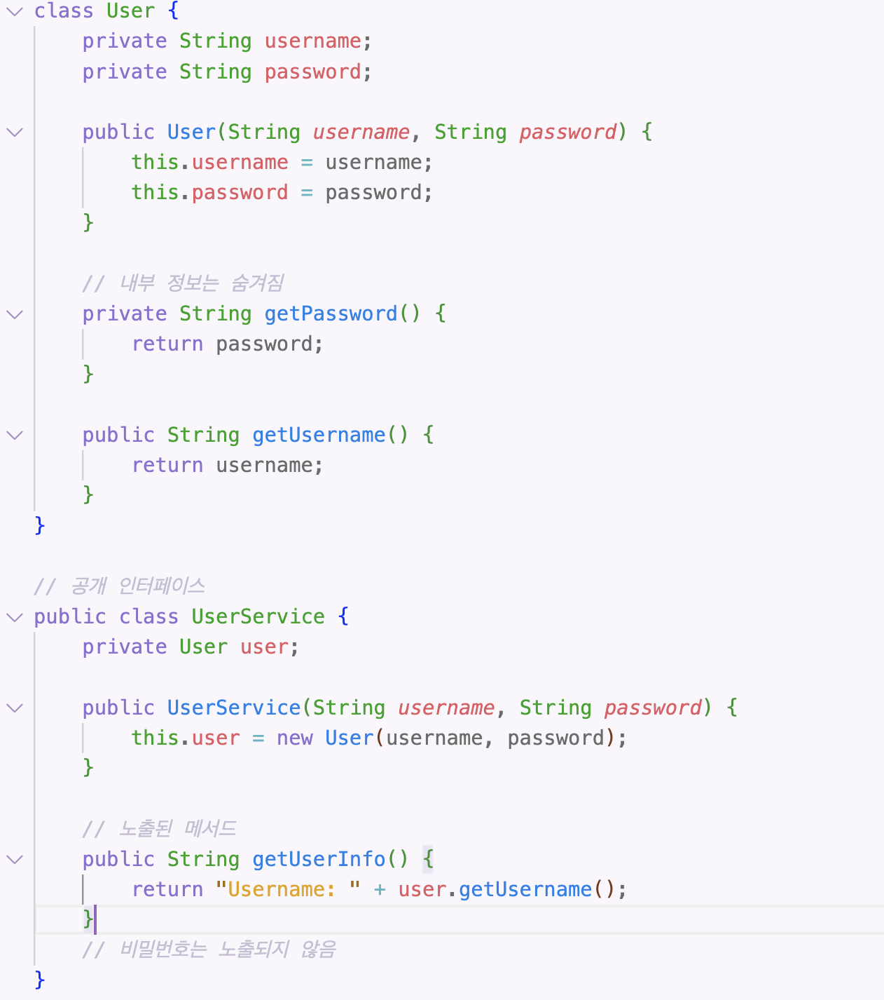 class User {
    private String username;
    private String password;

    public User(String username, String password) {
        this.username = username;
        this.password = password;
    }

    // 내부 정보는 숨겨짐
    private String getPassword() {
        return password;
    }

    public String getUsername() {
        return username;
    }
}

// 공개 인터페이스
public class UserService {
    private User user;

    public UserService(String username, String password) {
        this.user = new User(username, password);
    }

    // 노출된 메서드
    public String getUserInfo() {
        return "Username: " + user.getUsername();
    }
    // 비밀번호는 노출되지 않음
}